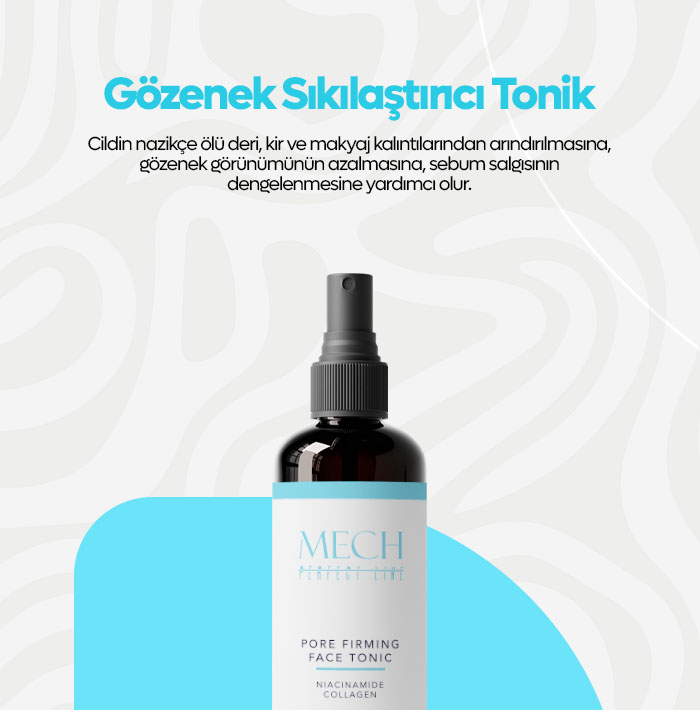 Gözenek Sıkılaştırıcı Tonik
Cildin nazikçe ölü deri, kir ve makyaj kalıntılarından arındırılmasına,
gözenek görünümünün azalmasına, sebum salgısının
dengelenmesine yardımcı olur.
MECH
PERFECT LINE
PORE FIRMING
FACE TONIC
NIACINAMIDE
COLLAGEN